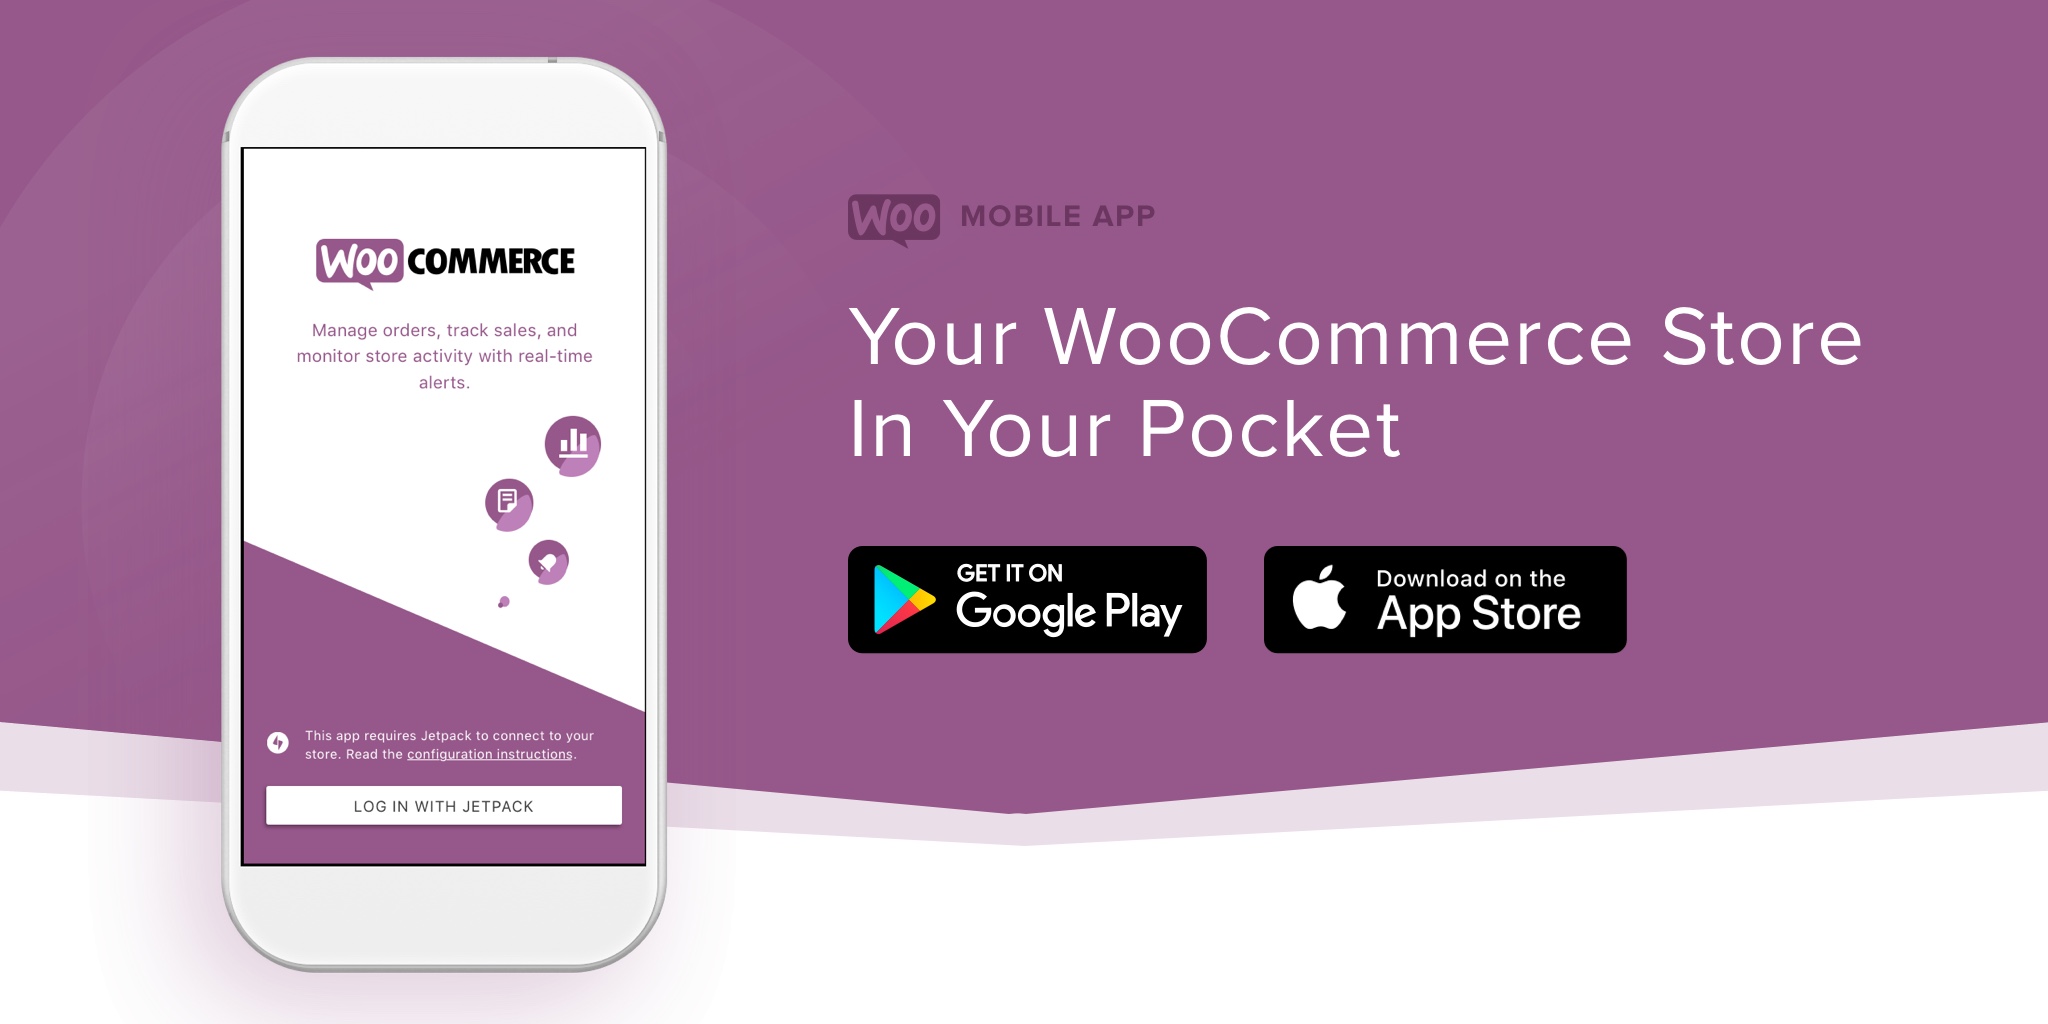 WOO COMMERCE
Manage orders, track sales, and
monitor store activity with real-time
alerts.
This app requires Jetpack to connect to your
store. Read the configuration instructions.
LOG IN WITH JETPACK
WOO MOBILE APP
Your WooCommerce Store
In Your Pocket
GET IT ON
Google Play
Download on the
App Store